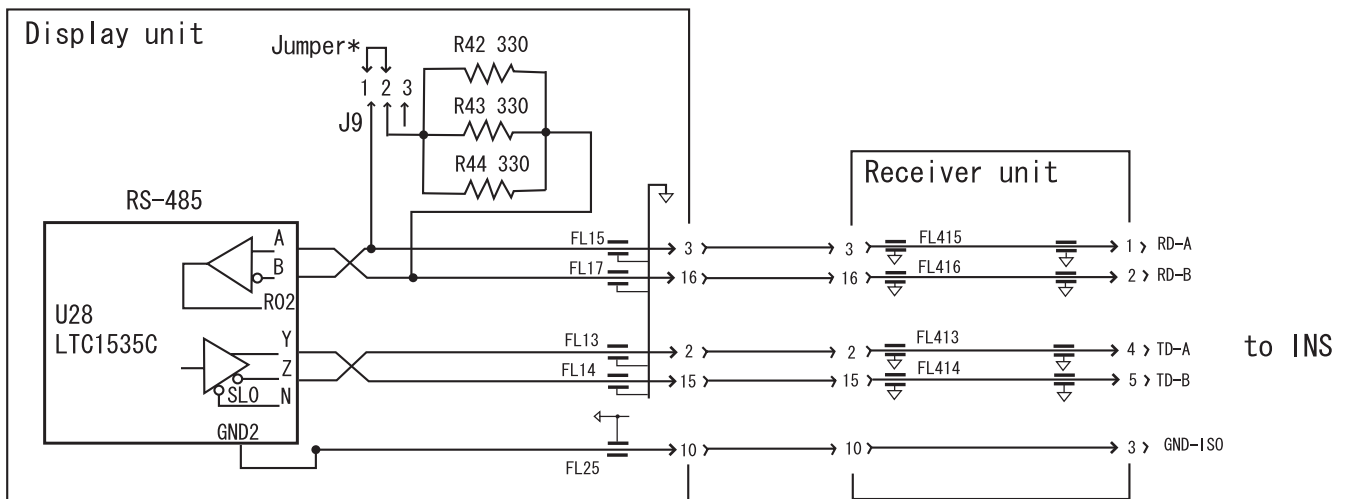 Display unit
Jumper*
R42 330
1 2 3
R43 330
J9
R44 330
Receiver unit
RS-485
A
FL15
3
3
FL415
1
RD-A
B
FL17
16
16
FL416
2
RD-B
RO2
U28
LTC1535C
Y
FL13
2
2
FL413
4
TD-A
to INS
Z
FL14
15
15
FL414
5
TD-B
SLO
N
GND2
FL25
10
10
3
GND-ISO